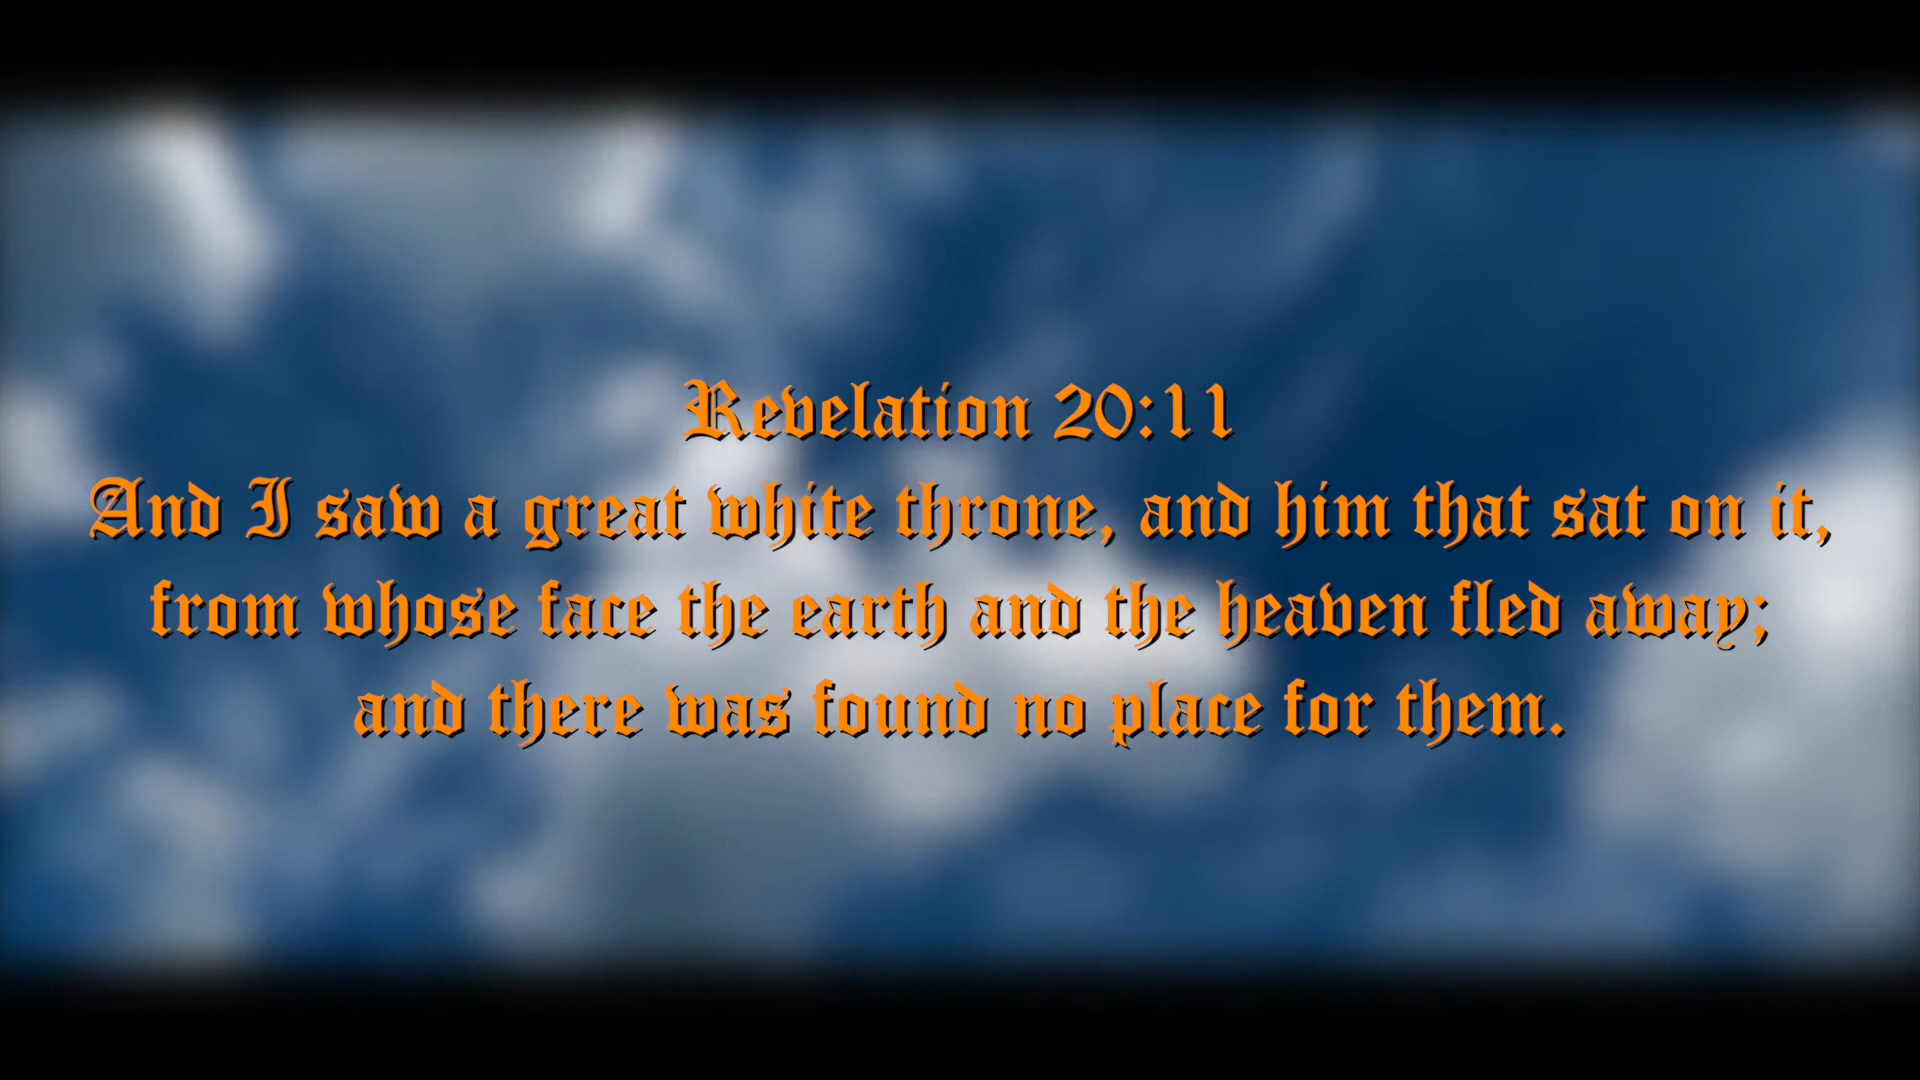 Revelation 20:11
And I saw a great white throne, and him that sat on it,
from whose face the earth and the heaven fled away;
and there was found no place for them.